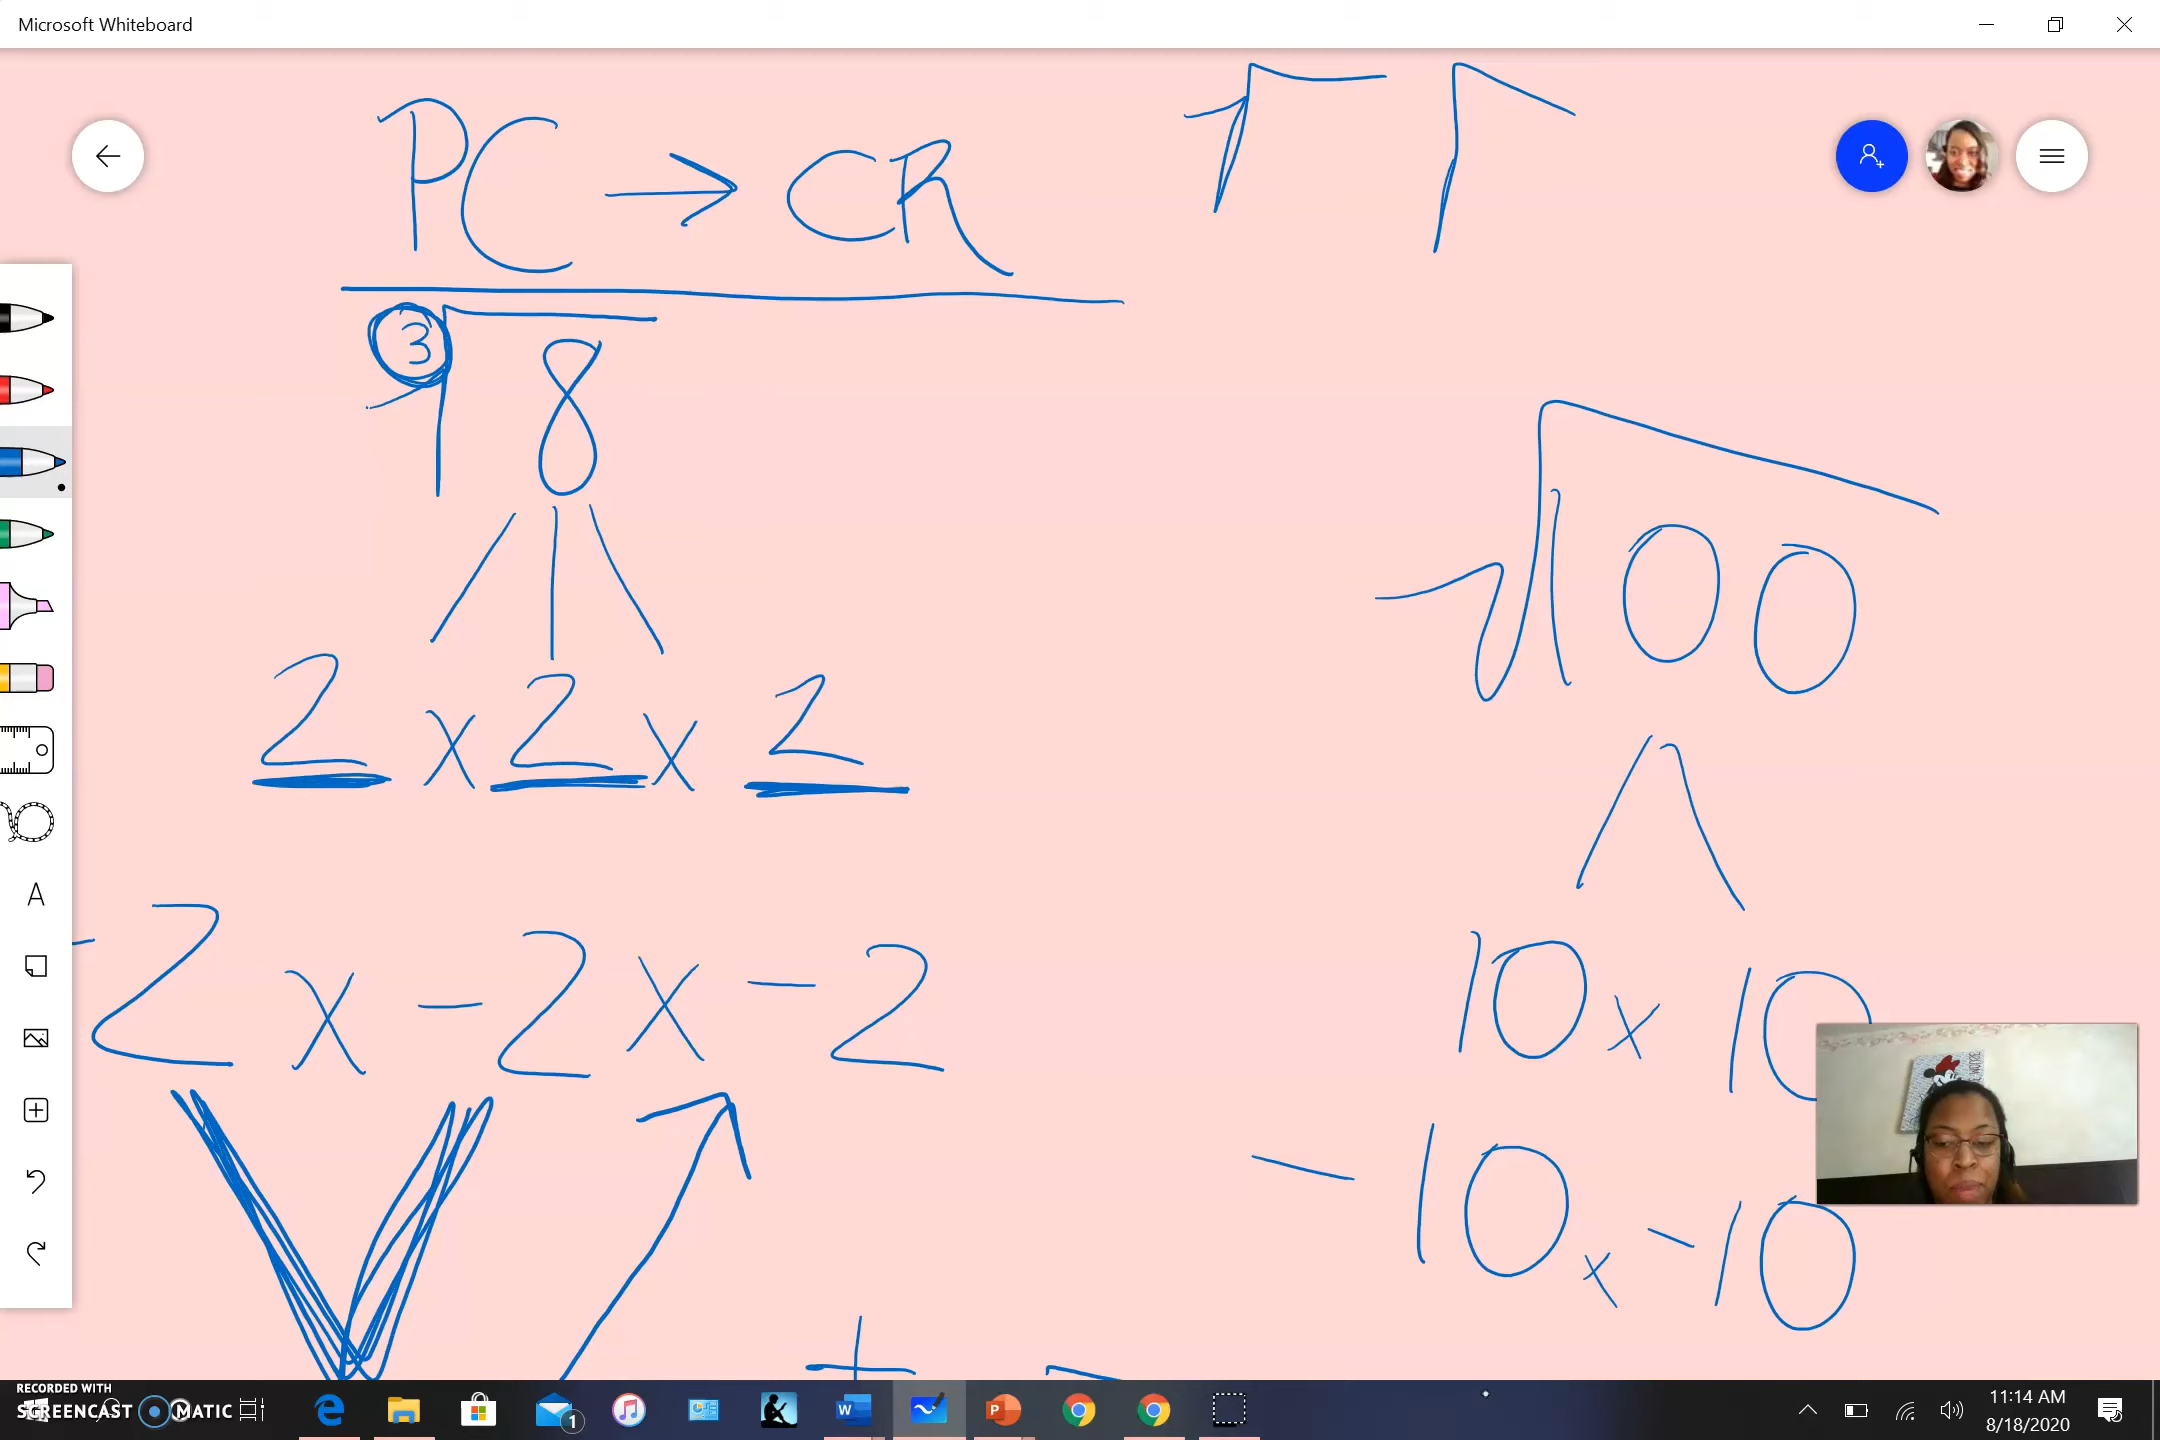 Microsoft Whiteboard
PC → CR
∛8
2 x 2 x 2
-2 x -2 x -2
√100
10 x 10
-10 x -10
+
A
RECORDED WITH
SCREENCAST MATIC
1
11:14 AM
8/18/2020